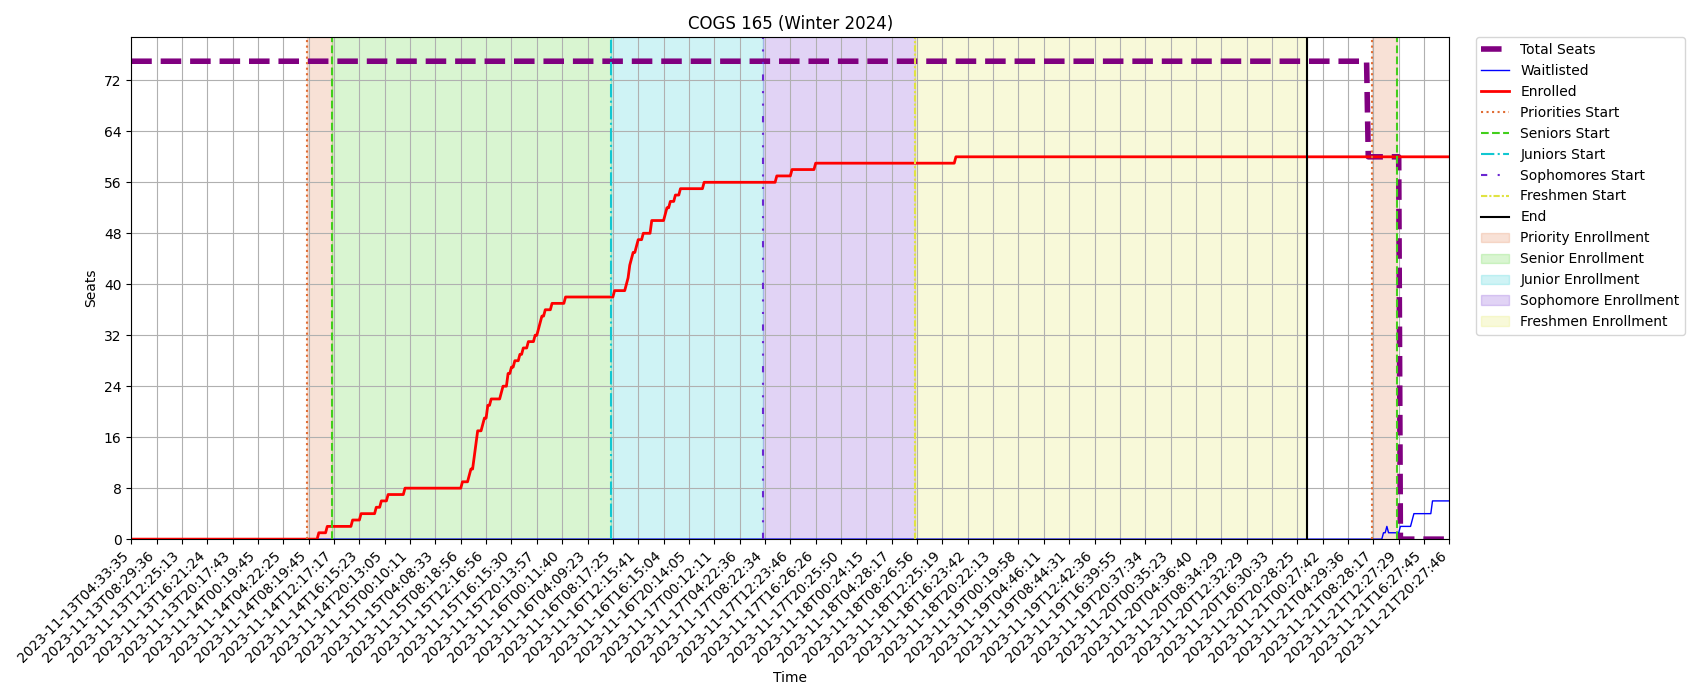 COGS 165 (Winter 2024)
Seats
72
64
56
48
40
32
24
16
8
0
2023-11-13T04:33:35
2023-11-13T08:29:36
2023-11-13T12:25:13
2023-11-13T16:21:24
2023-11-13T20:17:43
2023-11-14T00:19:45
2023-11-14T04:22:25
2023-11-14T08:19:45
2023-11-14T12:17:17
2023-11-14T16:15:23
2023-11-14T20:13:05
2023-11-15T00:10:11
2023-11-15T04:08:33
2023-11-15T08:18:56
2023-11-15T12:16:56
2023-11-15T16:15:30
2023-11-15T20:13:57
2023-11-16T00:11:40
2023-11-16T04:09:23
2023-11-16T08:17:25
2023-11-16T12:15:41
2023-11-16T16:15:04
2023-11-16T20:14:05
2023-11-17T00:12:11
2023-11-17T04:22:36
2023-11-17T08:22:34
2023-11-17T12:23:46
2023-11-17T16:26:26
2023-11-17T20:25:50
2023-11-18T00:24:15
2023-11-18T04:28:17
2023-11-18T08:26:56
2023-11-18T12:25:19
2023-11-18T16:23:42
2023-11-18T20:22:13
2023-11-19T00:19:58
2023-11-19T04:46:11
2023-11-19T08:44:31
2023-11-19T12:42:36
2023-11-19T16:39:55
2023-11-19T20:37:34
2023-11-20T00:35:23
2023-11-20T04:36:40
2023-11-20T08:34:29
2023-11-20T12:32:29
2023-11-20T16:30:33
2023-11-20T20:28:25
2023-11-21T00:27:42
2023-11-21T04:29:36
2023-11-21T08:28:17
2023-11-21T12:27:29
2023-11-21T16:27:45
2023-11-21T20:27:46
Time
Total Seats
Waitlisted
Enrolled
Priorities Start
Seniors Start
Juniors Start
Sophomores Start
Freshmen Start
End
Priority Enrollment
Senior Enrollment
Junior Enrollment
Sophomore Enrollment
Freshmen Enrollment